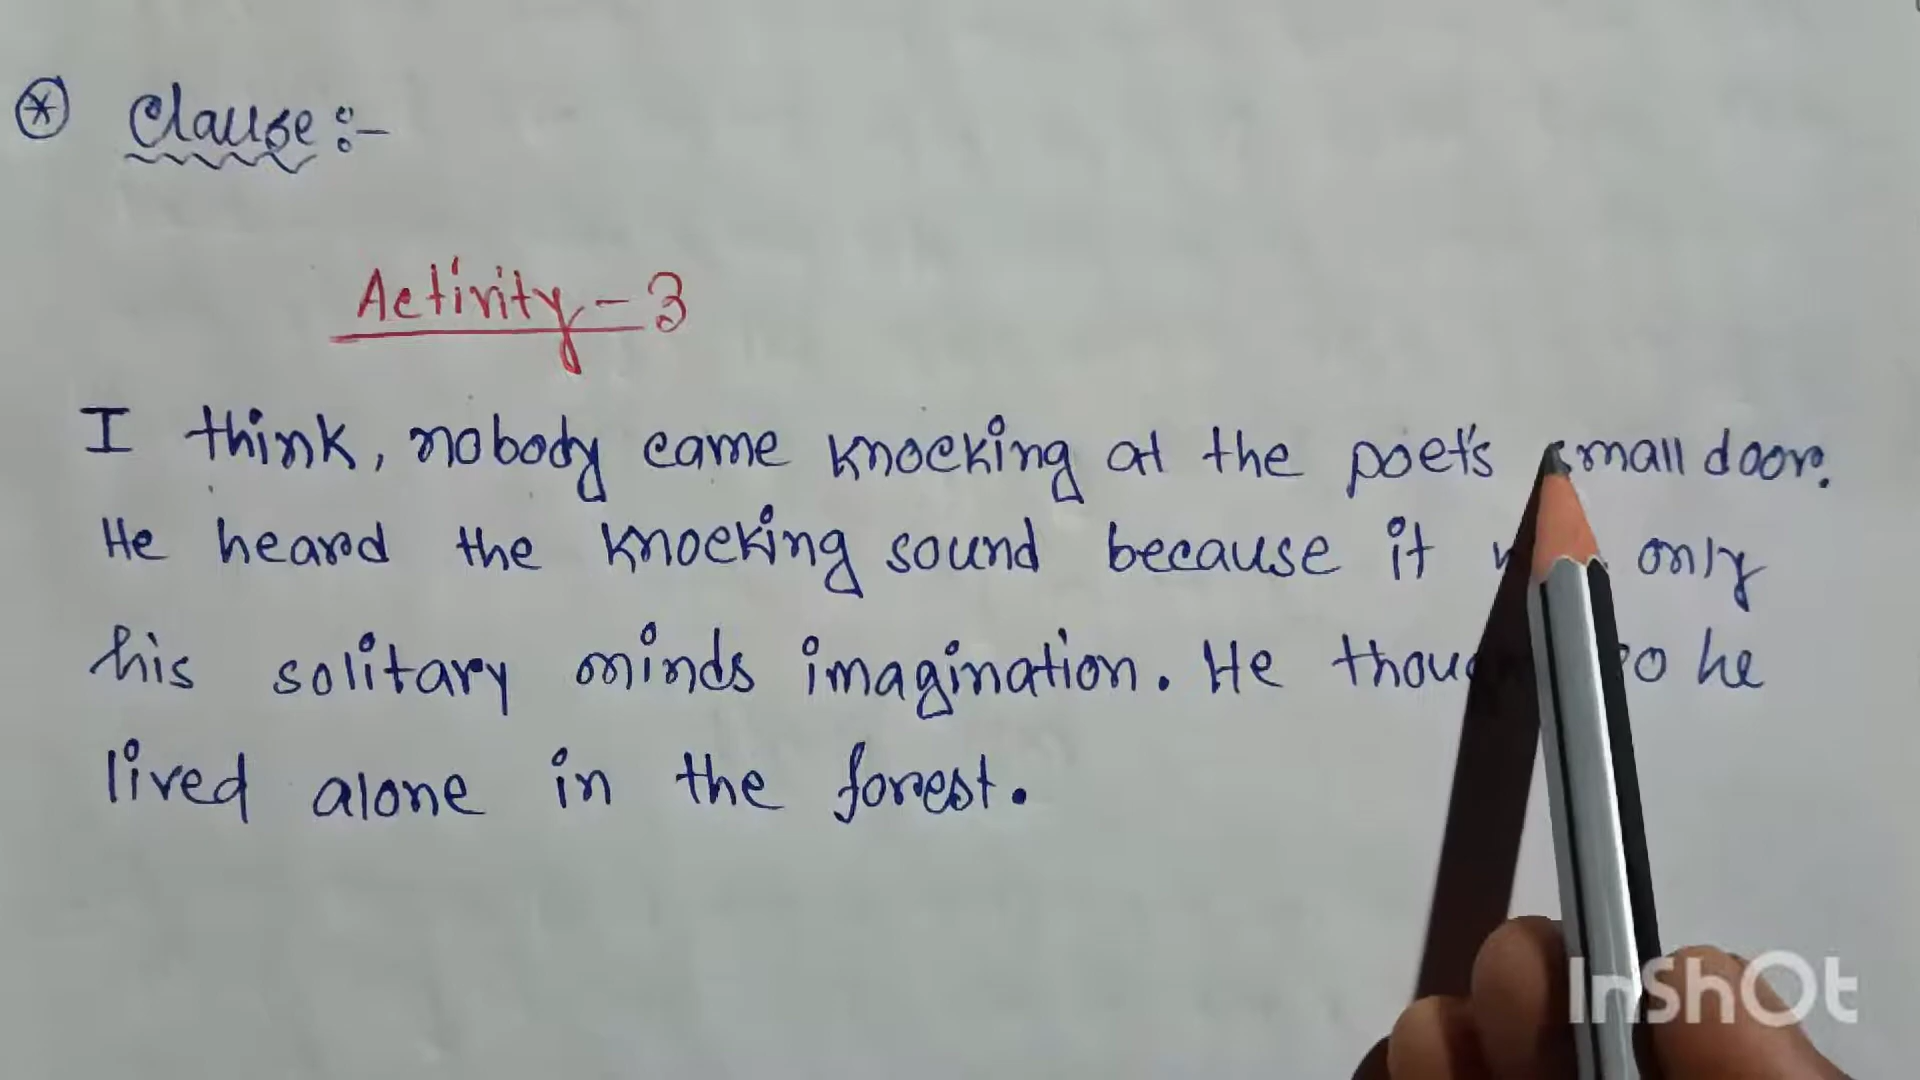 * Clause :-
Activity - 3
I think, nobody came knocking at the poet's small door.
He heard the knocking sound because it only
his solitary minds imagination. He he
lived alone in the forest.
InShOt